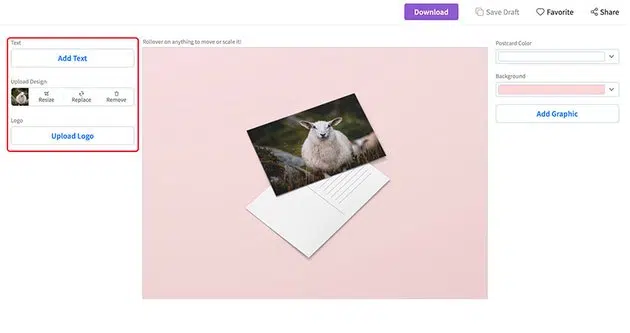 Download
Save Draft
Favorite
Share
Text
Add Text
Upload Design
Resize
Replace
Remove
Logo
Upload Logo
Rollover on anything to move or scale it!
Postcard Color
Background
Add Graphic